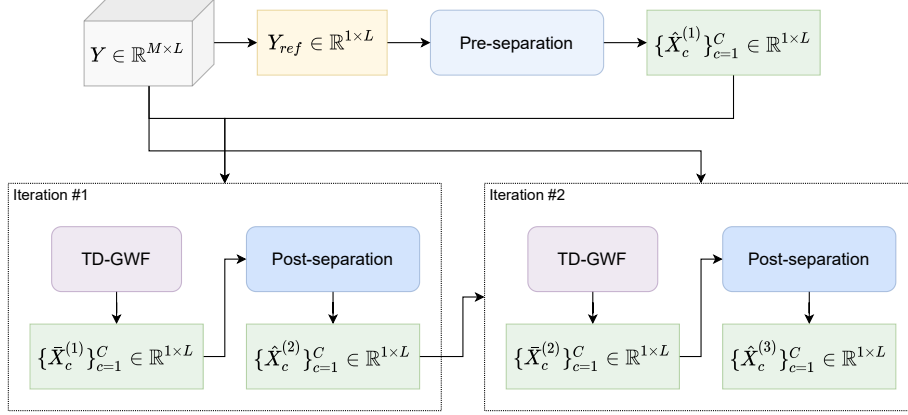 Y ∈ ℝ^{M×L}
Y_{ref} ∈ ℝ^{1×L}
Pre-separation
{X̂_c^{(1)}}_{c=1}^C ∈ ℝ^{1×L}
Iteration #1
Iteration #2
TD-GWF
Post-separation
TD-GWF
Post-separation
{X̄_c^{(1)}}_{c=1}^C ∈ ℝ^{1×L}
{X̂_c^{(2)}}_{c=1}^C ∈ ℝ^{1×L}
{X̄_c^{(2)}}_{c=1}^C ∈ ℝ^{1×L}
{X̂_c^{(3)}}_{c=1}^C ∈ ℝ^{1×L}